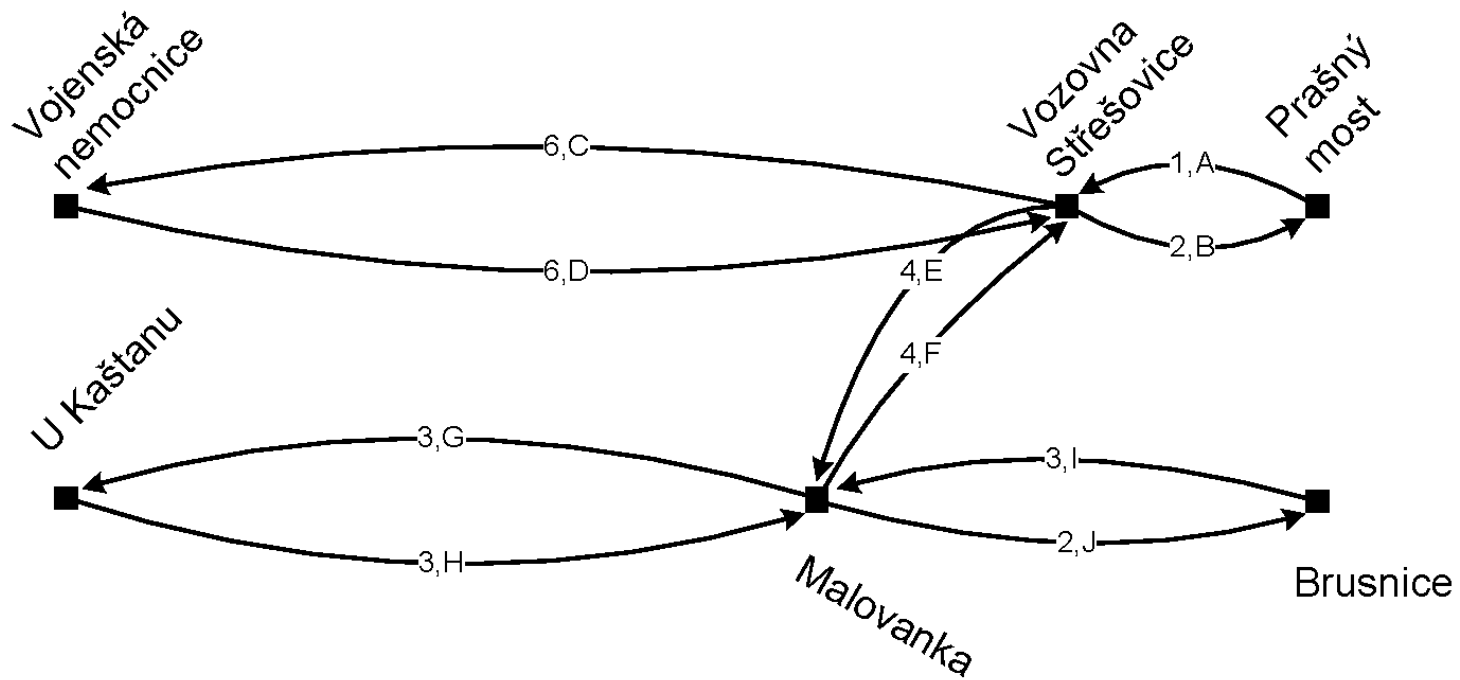 Vojenská
nemocnice
Vozovna
Střešovice
Prašný
most
6,C
1,A
2,B
6,D
4,E
4,F
U Kaštanu
3,G
3,I
3,H
2,J
Malovanka
Brusnice